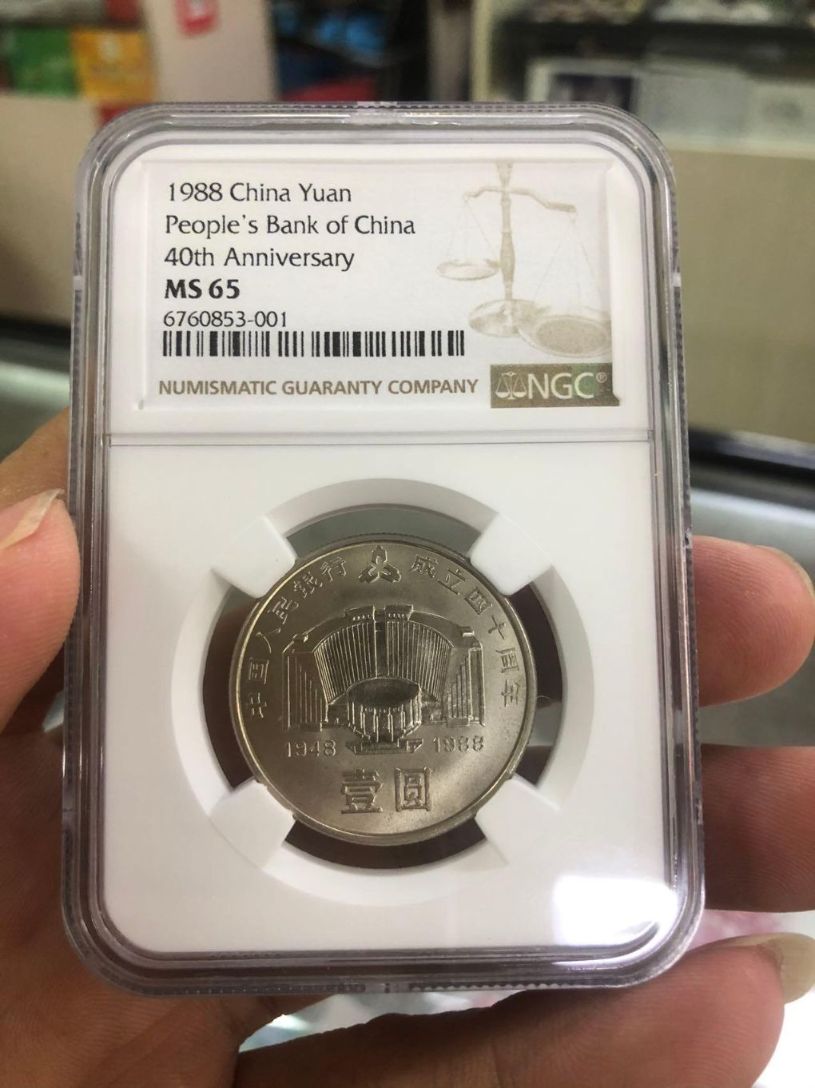 1988 China Yuan
People's Bank of China
40th Anniversary
MS 65
6760853-001
NUMISMATIC GUARANTY COMPANY
NGC®
中国人民银行
成立四十周年
1948 1988
壹圆